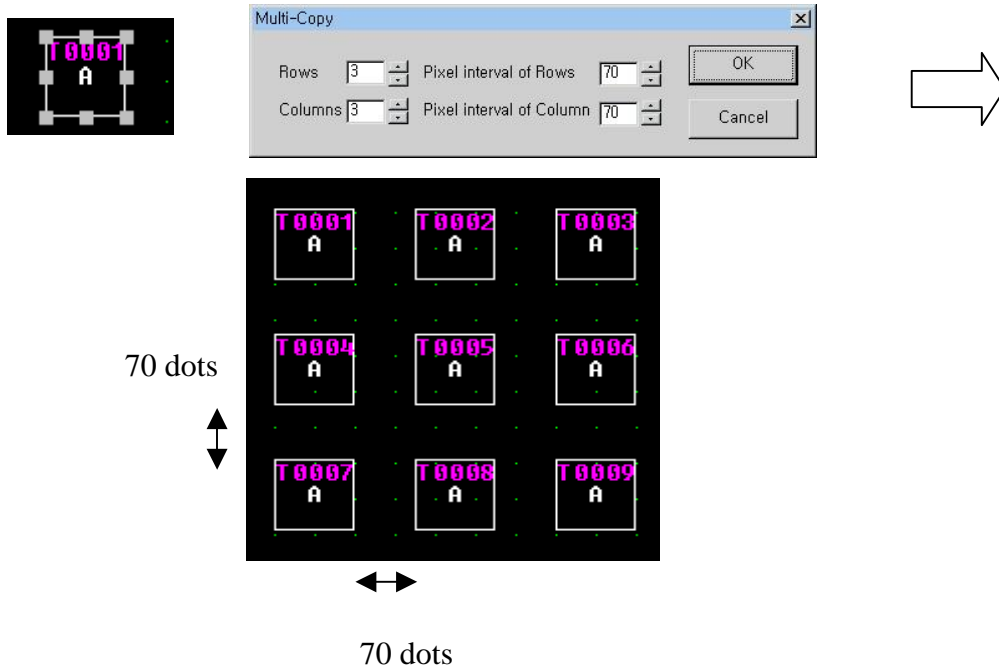 T0001
A
Multi-Copy
Rows 3 Pixel interval of Rows 70 OK
Columns 3 Pixel interval of Column 70 Cancel
T0001 T0002 T0003
A A A
T0004 T0005 T0006
A A A
70 dots
T0007 T0008 T0009
A A A
70 dots